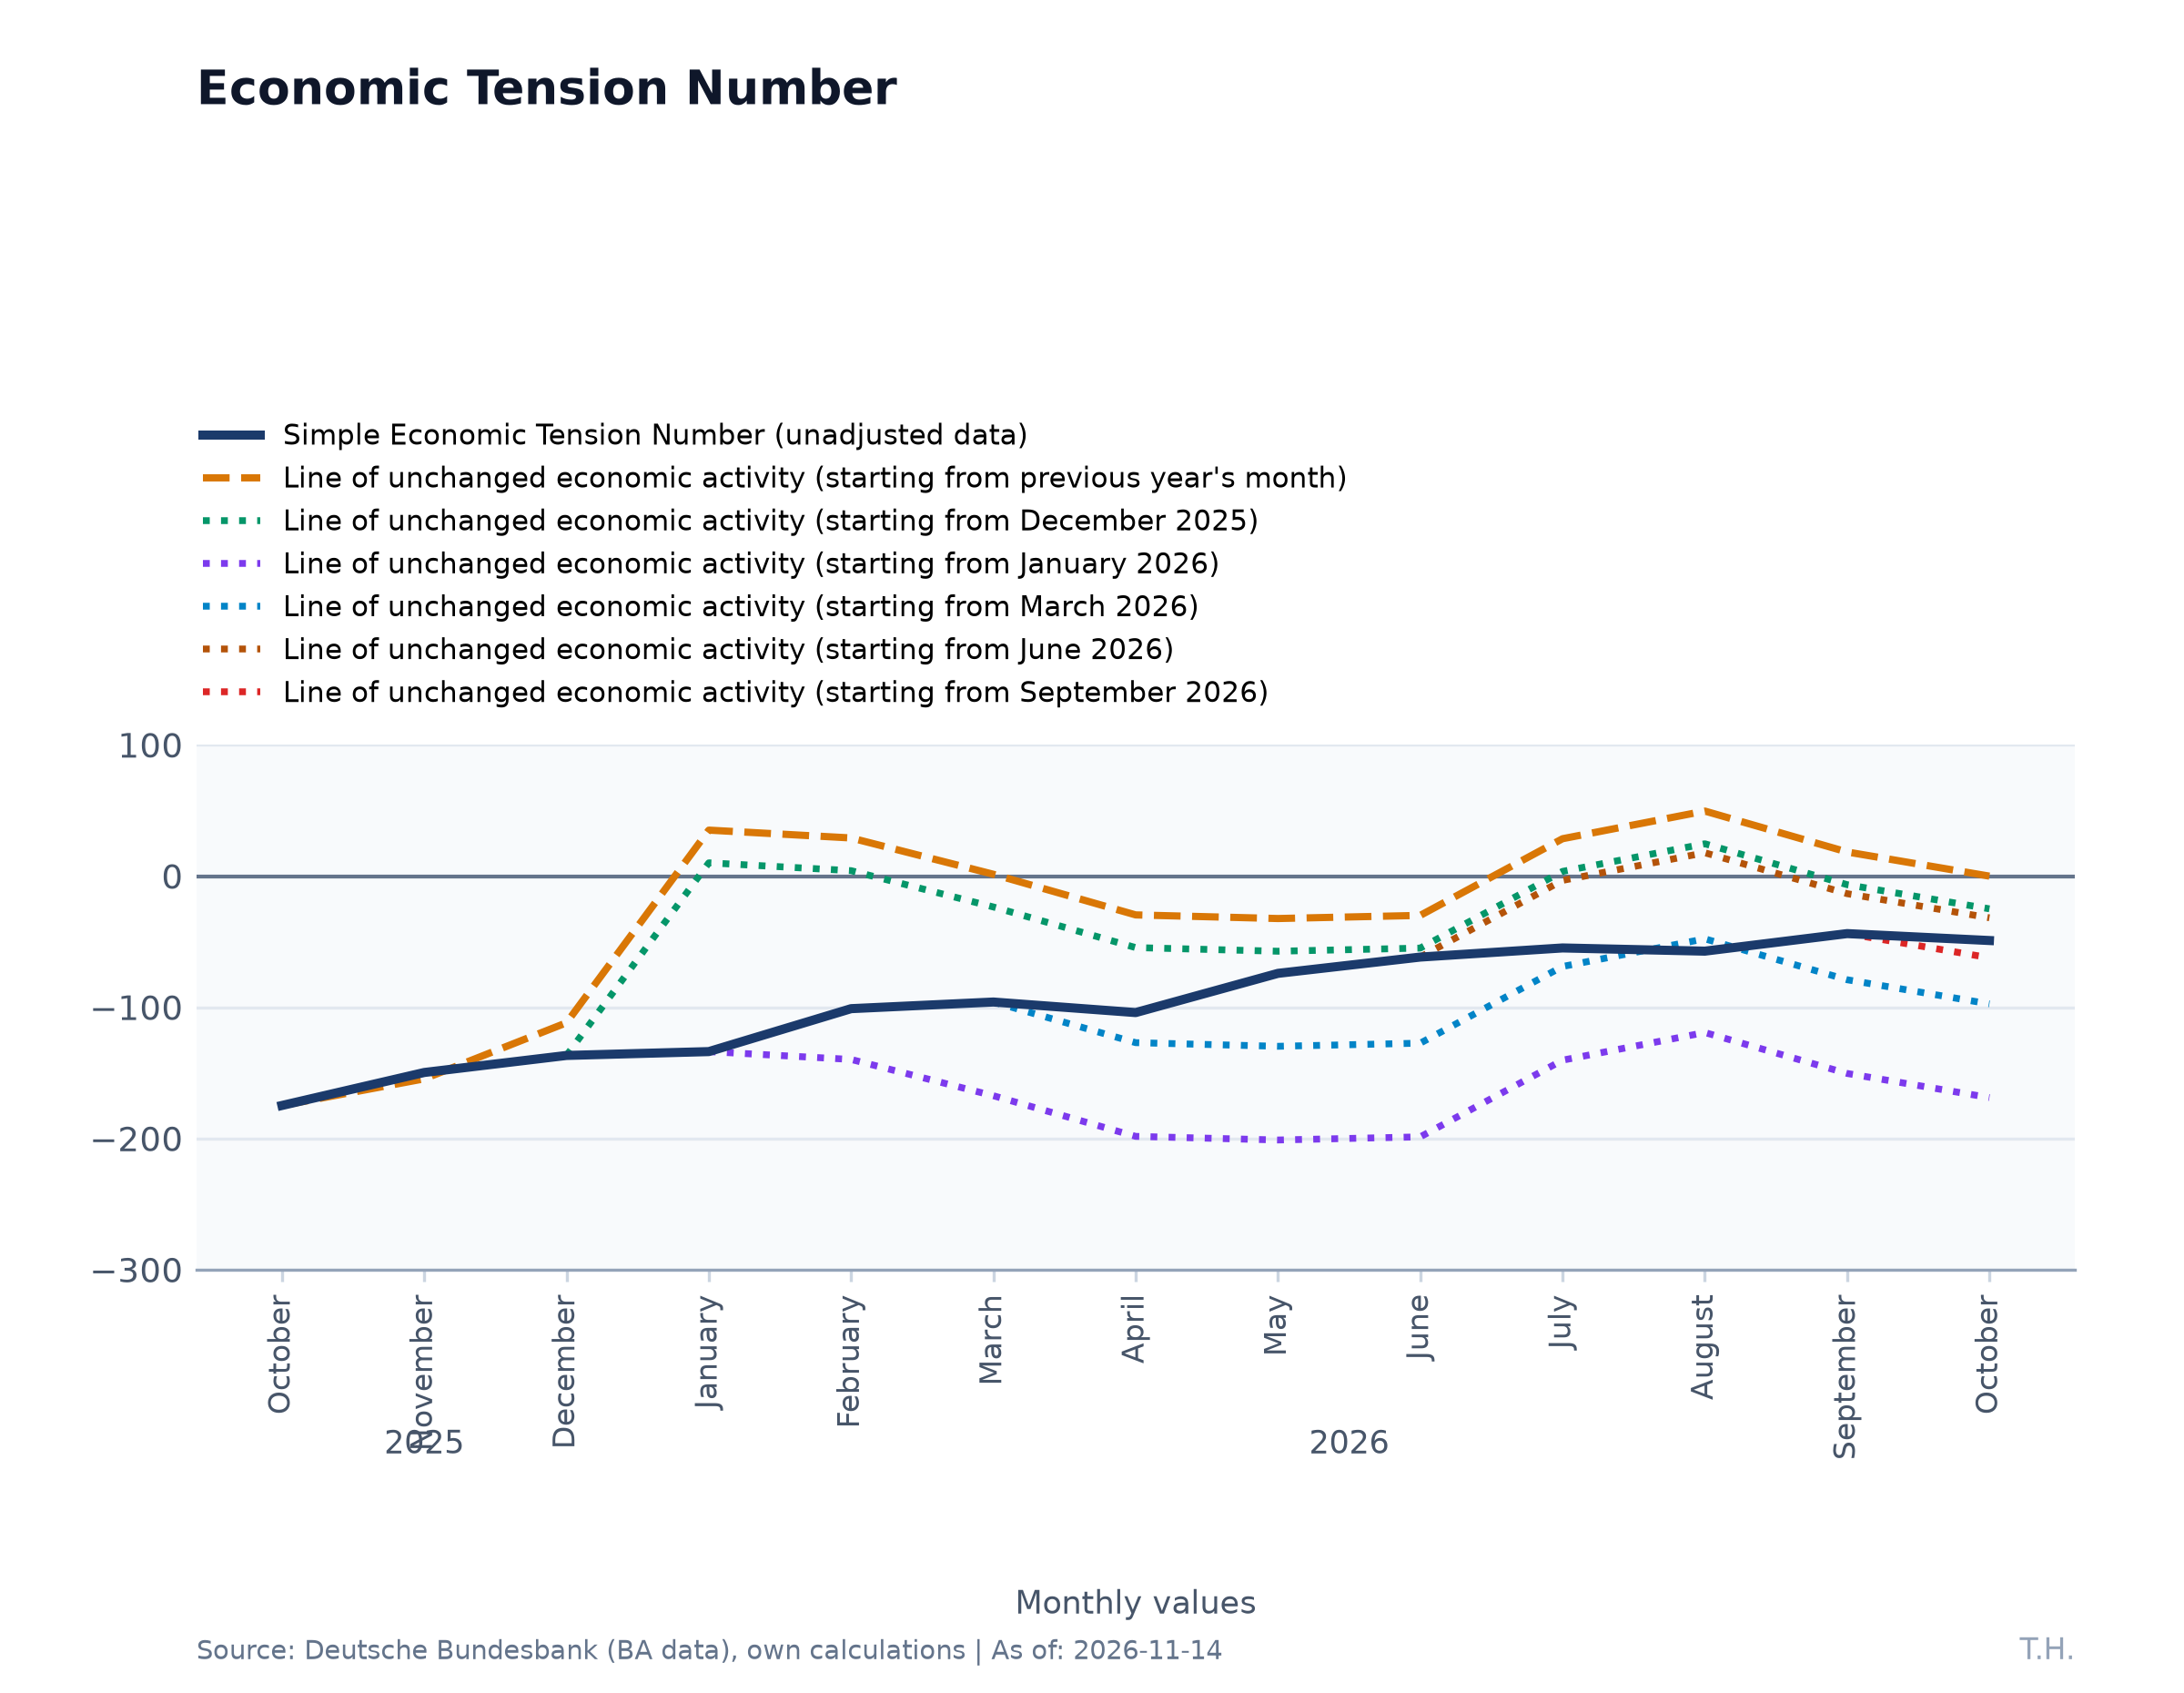 Economic Tension Number
Simple Economic Tension Number (unadjusted data)
Line of unchanged economic activity (starting from previous year's month)
Line of unchanged economic activity (starting from December 2025)
Line of unchanged economic activity (starting from January 2026)
Line of unchanged economic activity (starting from March 2026)
Line of unchanged economic activity (starting from June 2026)
Line of unchanged economic activity (starting from September 2026)
100
0
−100
−200
−300
October
November
December
January
February
March
April
May
June
July
August
September
October
2025
2026
Monthly values
Source: Deutsche Bundesbank (BA data), own calculations | As of: 2026-11-14
T.H.